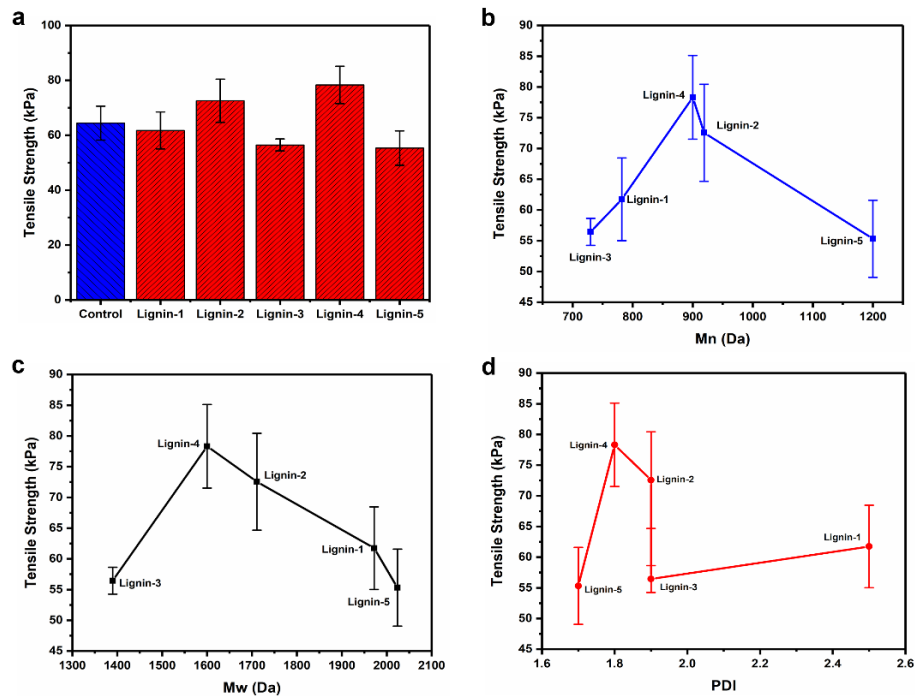 a
Tensile Strength (kPa)
100
80
60
40
20
0
Control Lignin-1 Lignin-2 Lignin-3 Lignin-4 Lignin-5
b
Tensile Strength (kPa)
90
85
80
75
70
65
60
55
50
45
Lignin-4
Lignin-2
Lignin-1
Lignin-3
Lignin-5
700 800 900 1000 1100 1200
Mn (Da)
c
Tensile Strength (kPa)
90
85
80
75
70
65
60
55
50
45
Lignin-4
Lignin-2
Lignin-1
Lignin-3
Lignin-5
1300 1400 1500 1600 1700 1800 1900 2000 2100
Mw (Da)
d
Tensile Strength (kPa)
90
85
80
75
70
65
60
55
50
45
Lignin-4
Lignin-2
Lignin-1
Lignin-5
Lignin-3
1.6 1.8 2.0 2.2 2.4 2.6
PDI